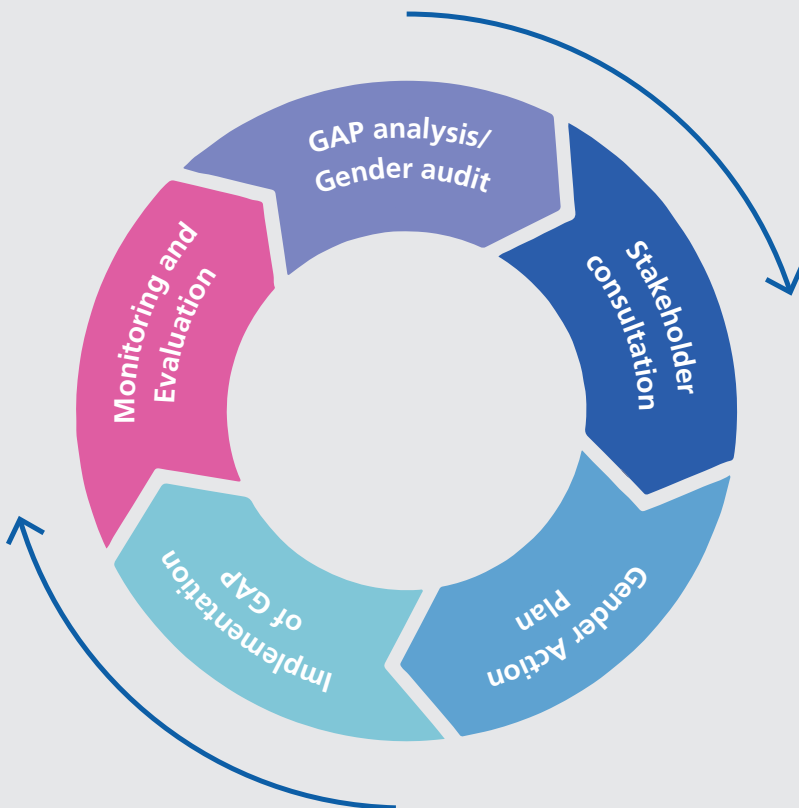 GAP analysis/
Gender audit
Stakeholder
consultation
Gender Action
Plan
Implementation
of GAP
Monitoring and
Evaluation